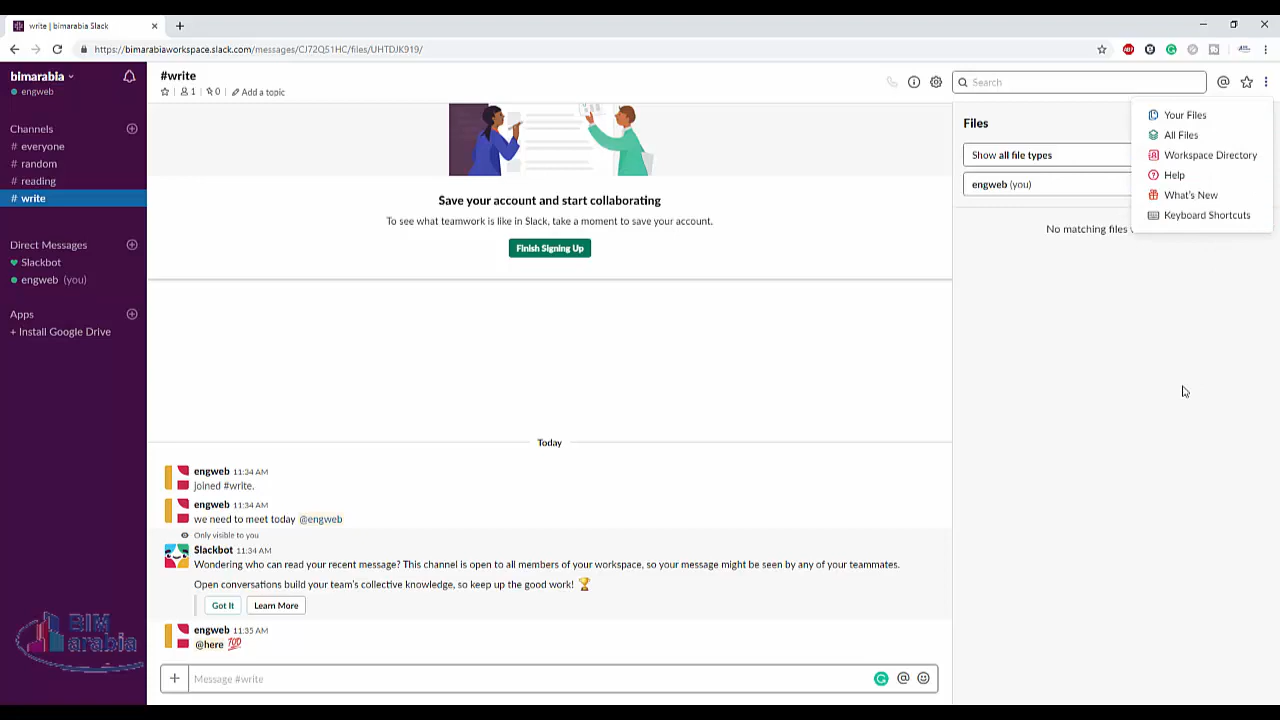 write | bimarabia Slack
https://bimarabiaworkspace.slack.com/messages/CJ72Q51HC/files/UHTDJK919/
bimarabia
engweb
Channels
# everyone
# random
# reading
# write
Direct Messages
Slackbot
engweb (you)
Apps
+ Install Google Drive
BIM
arabia
#write
1
0
Add a topic
Search
Save your account and start collaborating
To see what teamwork is like in Slack, take a moment to save your account.
Finish Signing Up
Today
engweb 11:34 AM
joined #write.
engweb 11:34 AM
we need to meet today @engweb
Only visible to you
Slackbot 11:34 AM
Wondering who can read your recent message? This channel is open to all members of your workspace, so your message might be seen by any of your teammates.
Open conversations build your team's collective knowledge, so keep up the good work!
Got It
Learn More
engweb 11:35 AM
@here 100
Message #write
Files
Show all file types
engweb (you)
No matching files
Your Files
All Files
Workspace Directory
Help
What's New
Keyboard Shortcuts